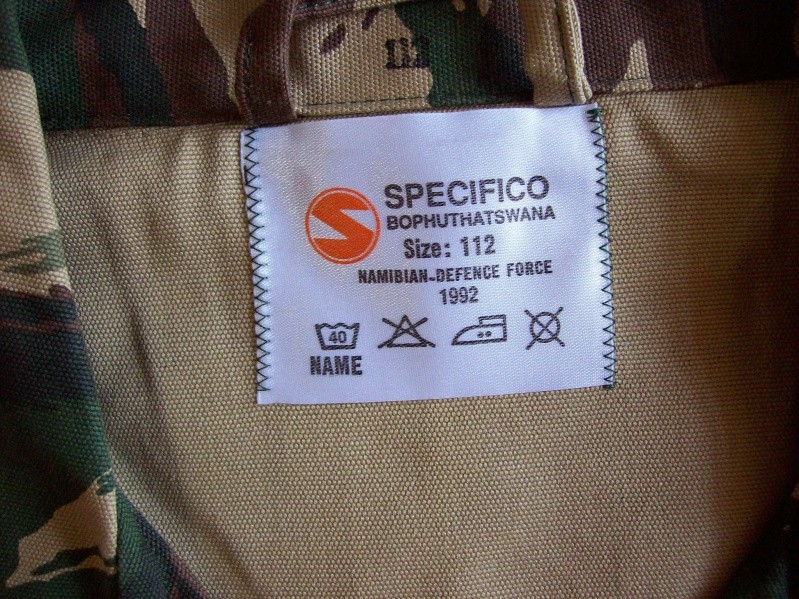 112
SPECIFICO
BOPHUTHATSWANA
Size: 112
NAMIBIAN-DEFENCE FORCE
1992
40
NAME